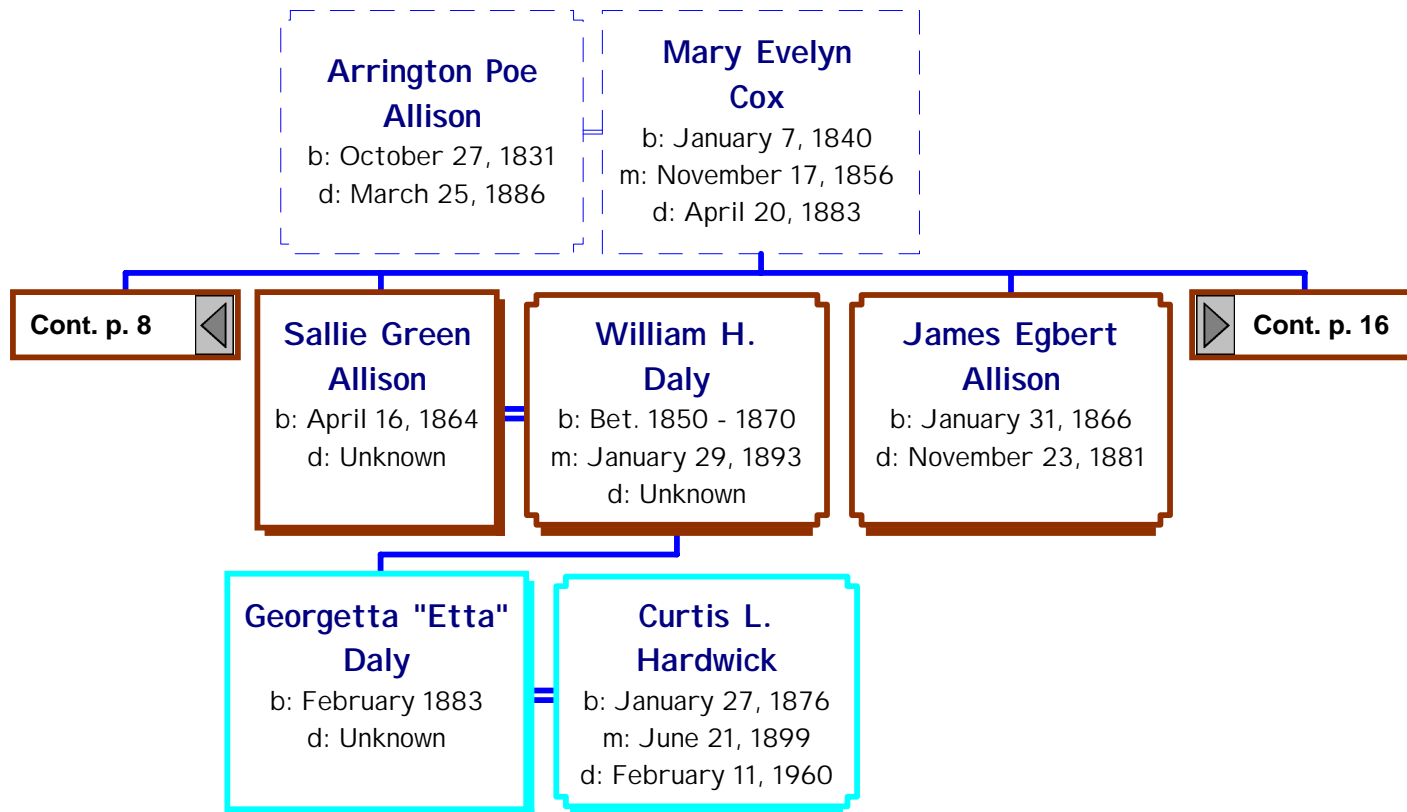 Arrington Poe
Allison
b: October 27, 1831
d: March 25, 1886
Mary Evelyn
Cox
b: January 7, 1840
m: November 17, 1856
d: April 20, 1883
Cont. p. 8
Sallie Green
Allison
b: April 16, 1864
d: Unknown
William H.
Daly
b: Bet. 1850 - 1870
m: January 29, 1893
d: Unknown
James Egbert
Allison
b: January 31, 1866
d: November 23, 1881
Cont. p. 16
Georgetta "Etta"
Daly
b: February 1883
d: Unknown
Curtis L.
Hardwick
b: January 27, 1876
m: June 21, 1899
d: February 11, 1960